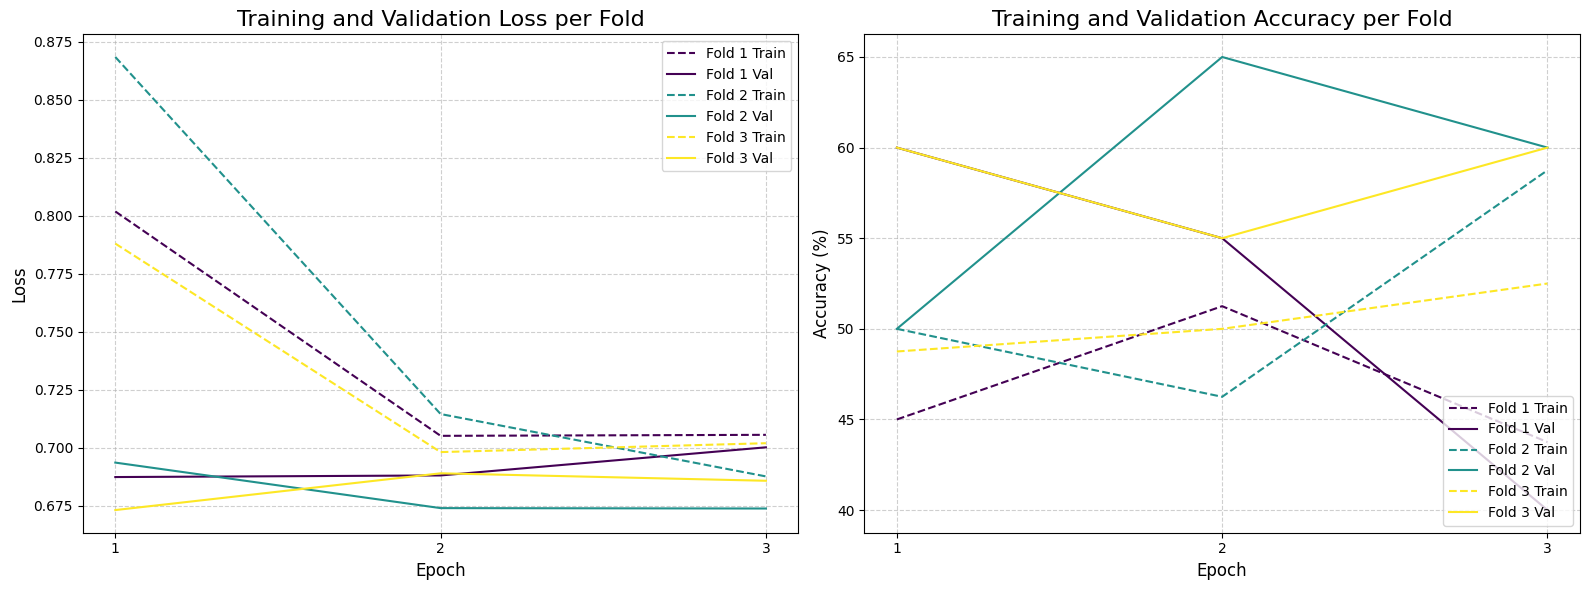 Training and Validation Loss per Fold
0.875
0.850
0.825
0.800
0.775
0.750
0.725
0.700
0.675
Loss
1
2
3
Epoch
Fold 1 Train
Fold 1 Val
Fold 2 Train
Fold 2 Val
Fold 3 Train
Fold 3 Val
Training and Validation Accuracy per Fold
65
60
55
50
45
40
Accuracy (%)
1
2
3
Epoch
Fold 1 Train
Fold 1 Val
Fold 2 Train
Fold 2 Val
Fold 3 Train
Fold 3 Val